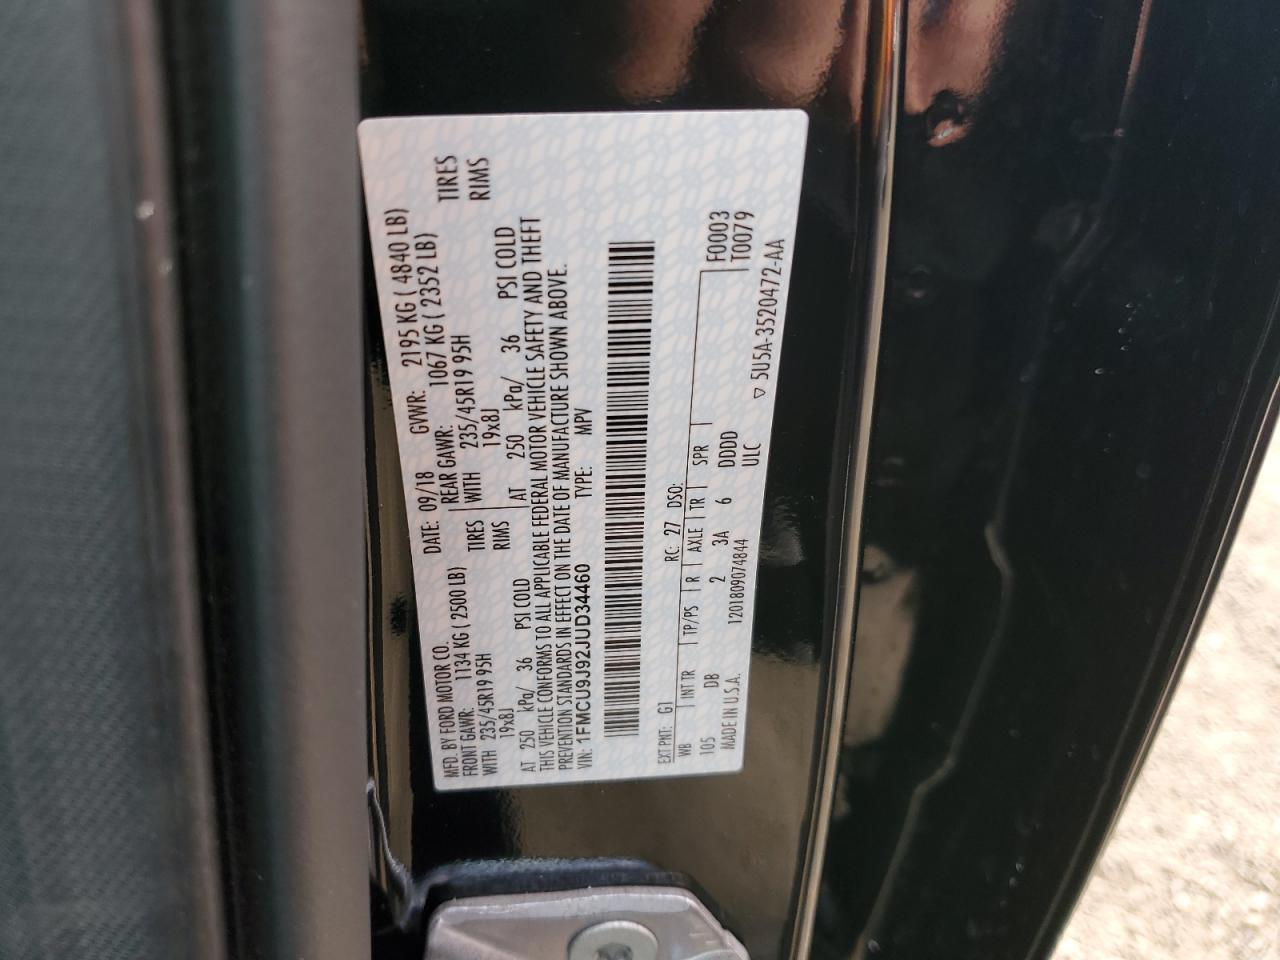 MFD. BY FORD MOTOR CO.
DATE: 09/18 GVWR: 2195 KG ( 4840 LB)
FRONT GAWR: 1134 KG ( 2500 LB) REAR GAWR: 1067 KG ( 2352 LB)
WITH 235/45R19 95H TIRES WITH 235/45R19 95H TIRES
19x8J RIMS 19x8J RIMS
AT 250 kPa/ 36 PSI COLD AT 250 kPa/ 36 PSI COLD
THIS VEHICLE CONFORMS TO ALL APPLICABLE FEDERAL MOTOR VEHICLE SAFETY AND THEFT
PREVENTION STANDARDS IN EFFECT ON THE DATE OF MANUFACTURE SHOWN ABOVE.
VIN: 1FMCU9J92JUD34460 TYPE: MPV
EXT PNT: G1 RC: 27 DSO:
WB INT TR TP/PS R AXLE TR SPR F0003
105 DB 2 3A 6 DDDD T0079
MADE IN U.S.A. 1201809074844 ULC ▽ 5U5A-3520472-AA